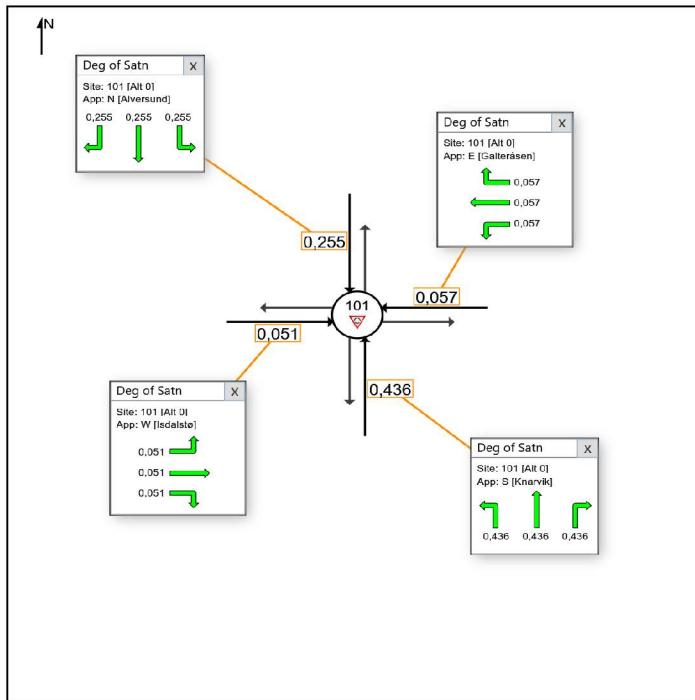 N
Deg of Satn X
Site: 101 [Alt 0]
App: N [Alversund]
0,255 0,255 0,255
Deg of Satn X
Site: 101 [Alt 0]
App: E [Galteråsen]
0,057
0,057
0,057
0,255
101
0,057
0,051
0,436
Deg of Satn X
Site: 101 [Alt 0]
App: W [Isdalstø]
0,051
0,051
0,051
Deg of Satn X
Site: 101 [Alt 0]
App: S [Knarvik]
0,436 0,436 0,436